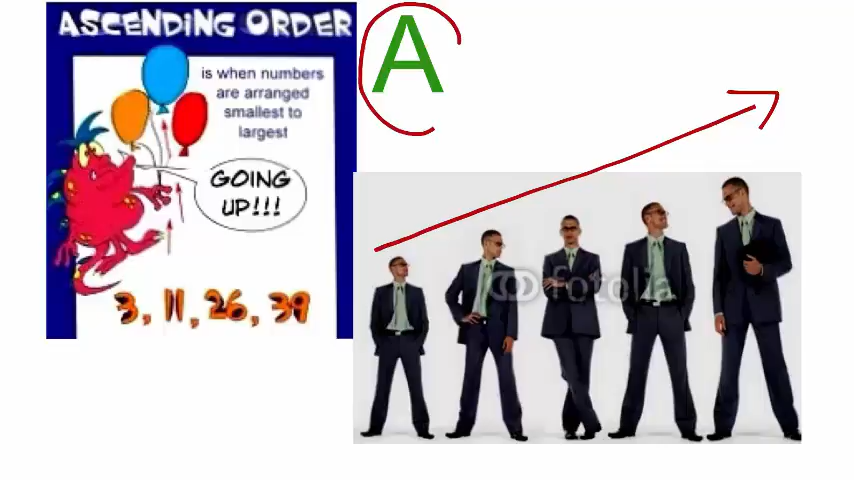 ASCENDING ORDER
is when numbers
are arranged
smallest to
largest
GOING
UP!!!
3, 11, 26, 39
A
fotolia